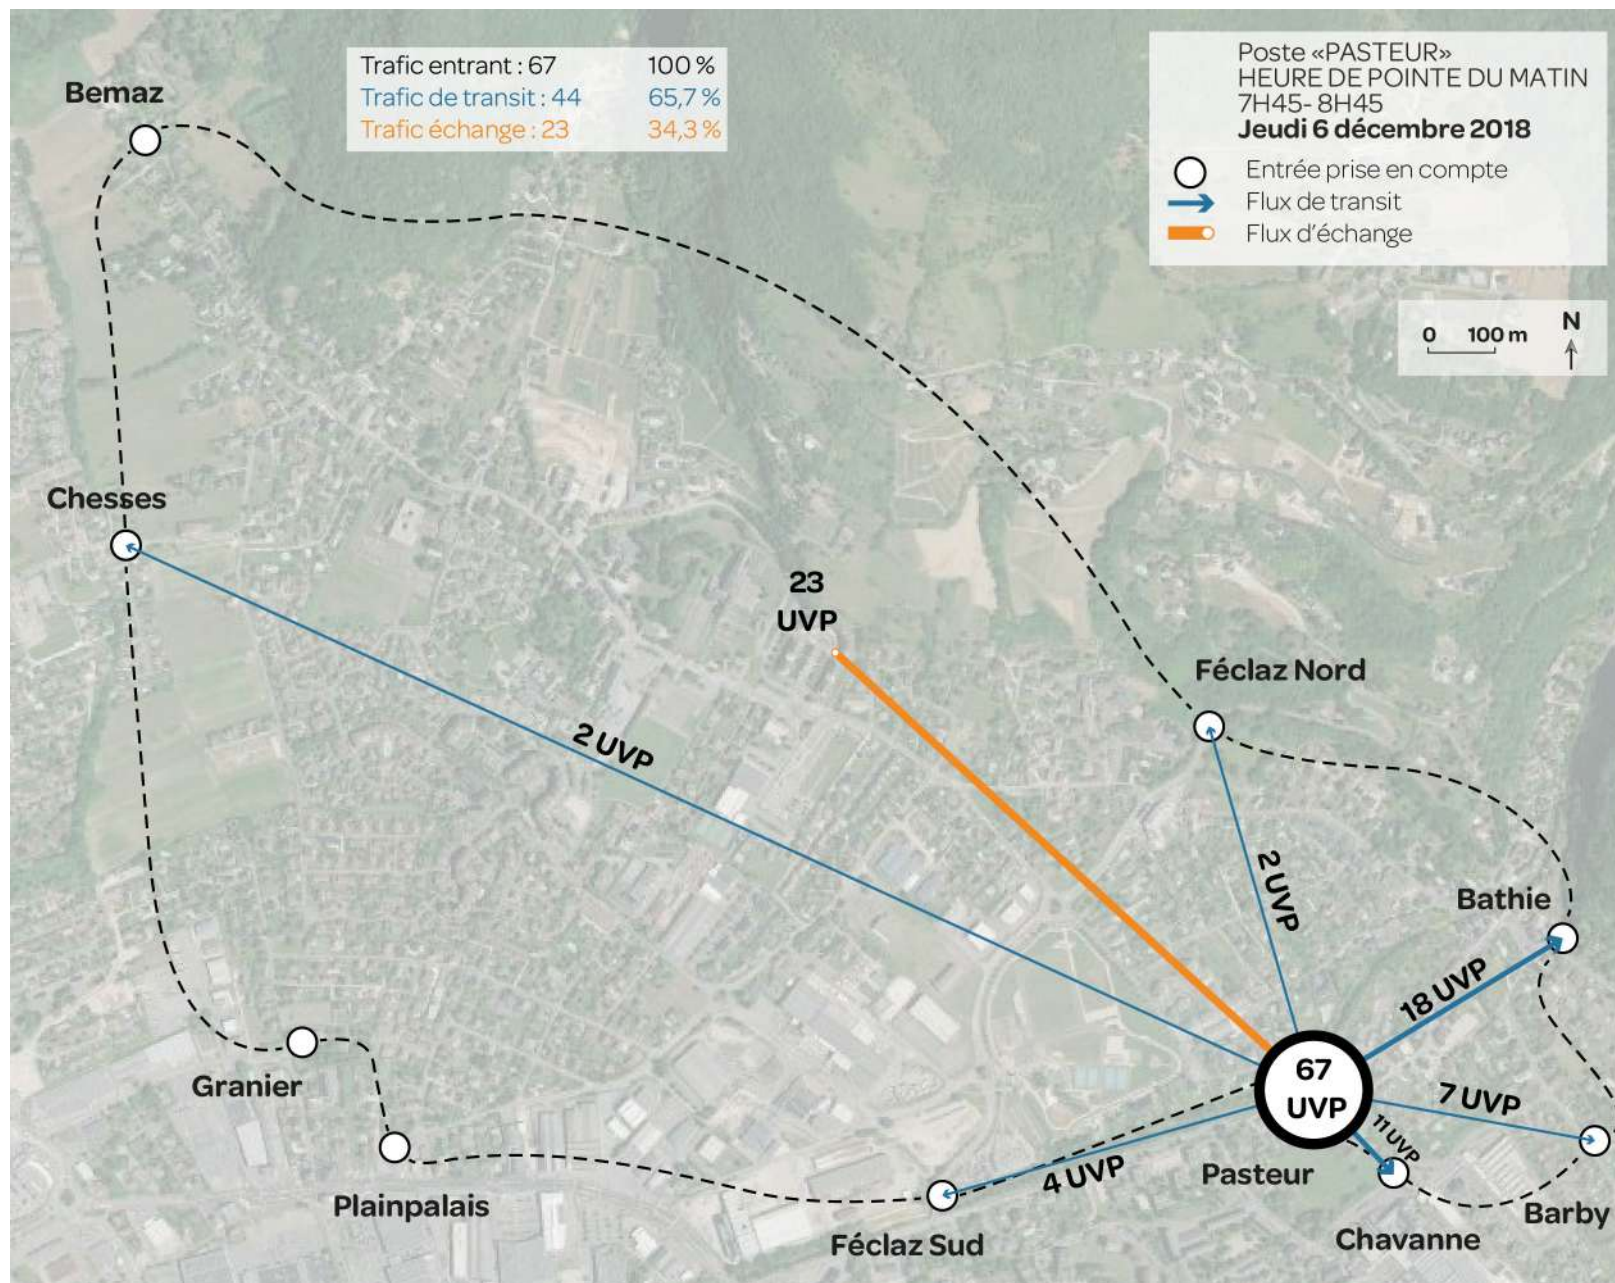 Trafic entrant : 67 100 %
Trafic de transit : 44 65,7 %
Trafic échange : 23 34,3 %
Poste «PASTEUR»
HEURE DE POINTE DU MATIN
7H45- 8H45
Jeudi 6 décembre 2018
Entrée prise en compte
Flux de transit
Flux d'échange
0 100 m
N
Bemaz
Chesses
23
UVP
Féclaz Nord
2 UVP
2 UVP
Bathie
18 UVP
67
UVP
7 UVP
11 UVP
4 UVP
Pasteur
Granier
Plainpalais
Féclaz Sud
Chavanne
Barby